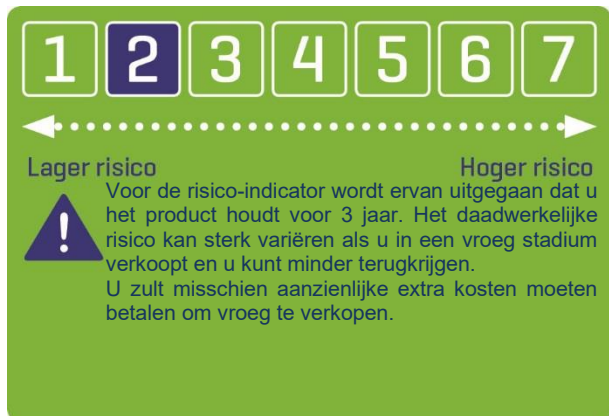 1 2 3 4 5 6 7
Lager risico Hoger risico
Voor de risico-indicator wordt ervan uitgegaan dat u
het product houdt voor 3 jaar. Het daadwerkelijke
risico kan sterk variëren als u in een vroeg stadium
verkoopt en u kunt minder terugkrijgen.
U zult misschien aanzienlijke extra kosten moeten
betalen om vroeg te verkopen.